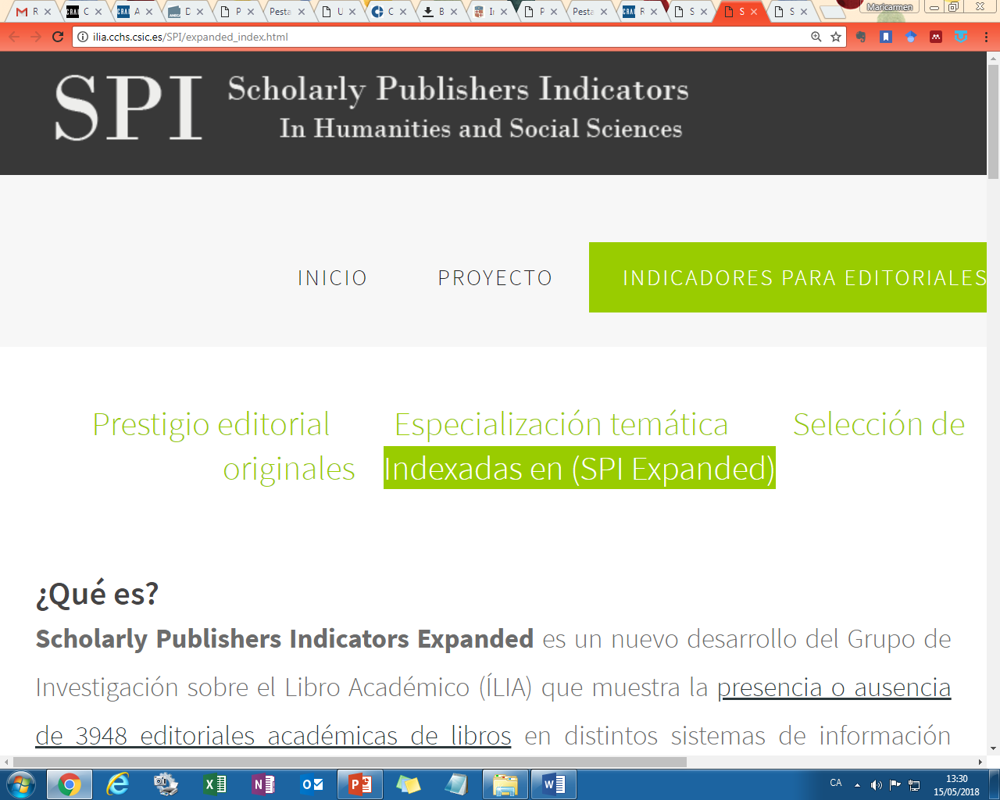 R
C
A
D
P
Pesta
U
C
B
I
P
Pesta
R
S
S
S
Maricarmen
ilia.cchs.csic.es/SPI/expanded_index.html
SPI
Scholarly Publishers Indicators
In Humanities and Social Sciences
INICIO PROYECTO INDICADORES PARA EDITORIALES
Prestigio editorial Especialización temática Selección de
originales Indexadas en (SPI Expanded)
¿Qué es?
Scholarly Publishers Indicators Expanded es un nuevo desarrollo del Grupo de
Investigación sobre el Libro Académico (ÍLIA) que muestra la presencia o ausencia
de 3948 editoriales académicas de libros en distintos sistemas de información
CA
13:30
15/05/2018